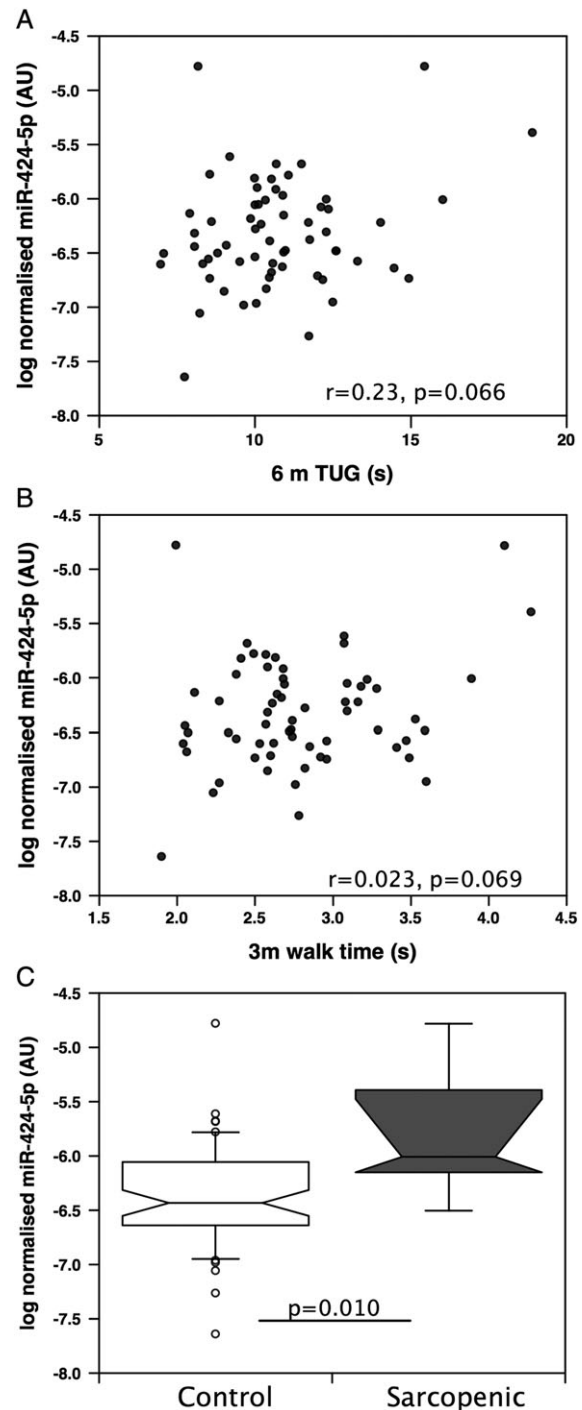 A
log normalised miR-424-5p (AU)
-4.5
-5.0
-5.5
-6.0
-6.5
-7.0
-7.5
-8.0
r=0.23, p=0.066
5 10 15 20
6 m TUG (s)
B
log normalised miR-424-5p (AU)
-4.5
-5.0
-5.5
-6.0
-6.5
-7.0
-7.5
-8.0
r=0.023, p=0.069
1.5 2.0 2.5 3.0 3.5 4.0 4.5
3m walk time (s)
C
log normalised miR-424-5p (AU)
-4.5
-5.0
-5.5
-6.0
-6.5
-7.0
-7.5
-8.0
p=0.010
Control Sarcopenic